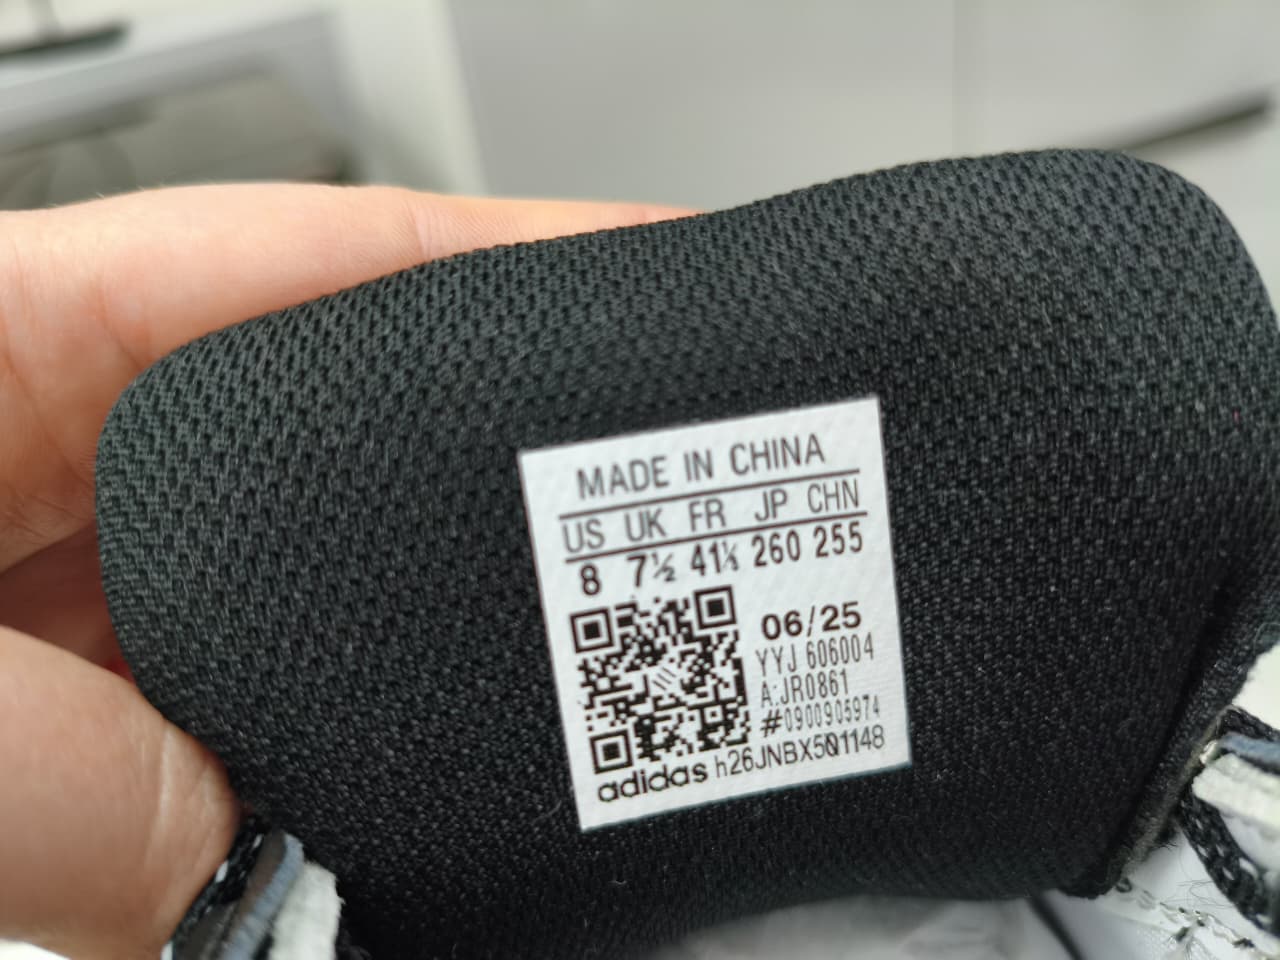 MADE IN CHINA
US UK FR JP CHN
8 7½ 41⅓ 260 255
06/25
YYJ 606004
A:JR0861
#0900905974
adidas h26JNBX501148